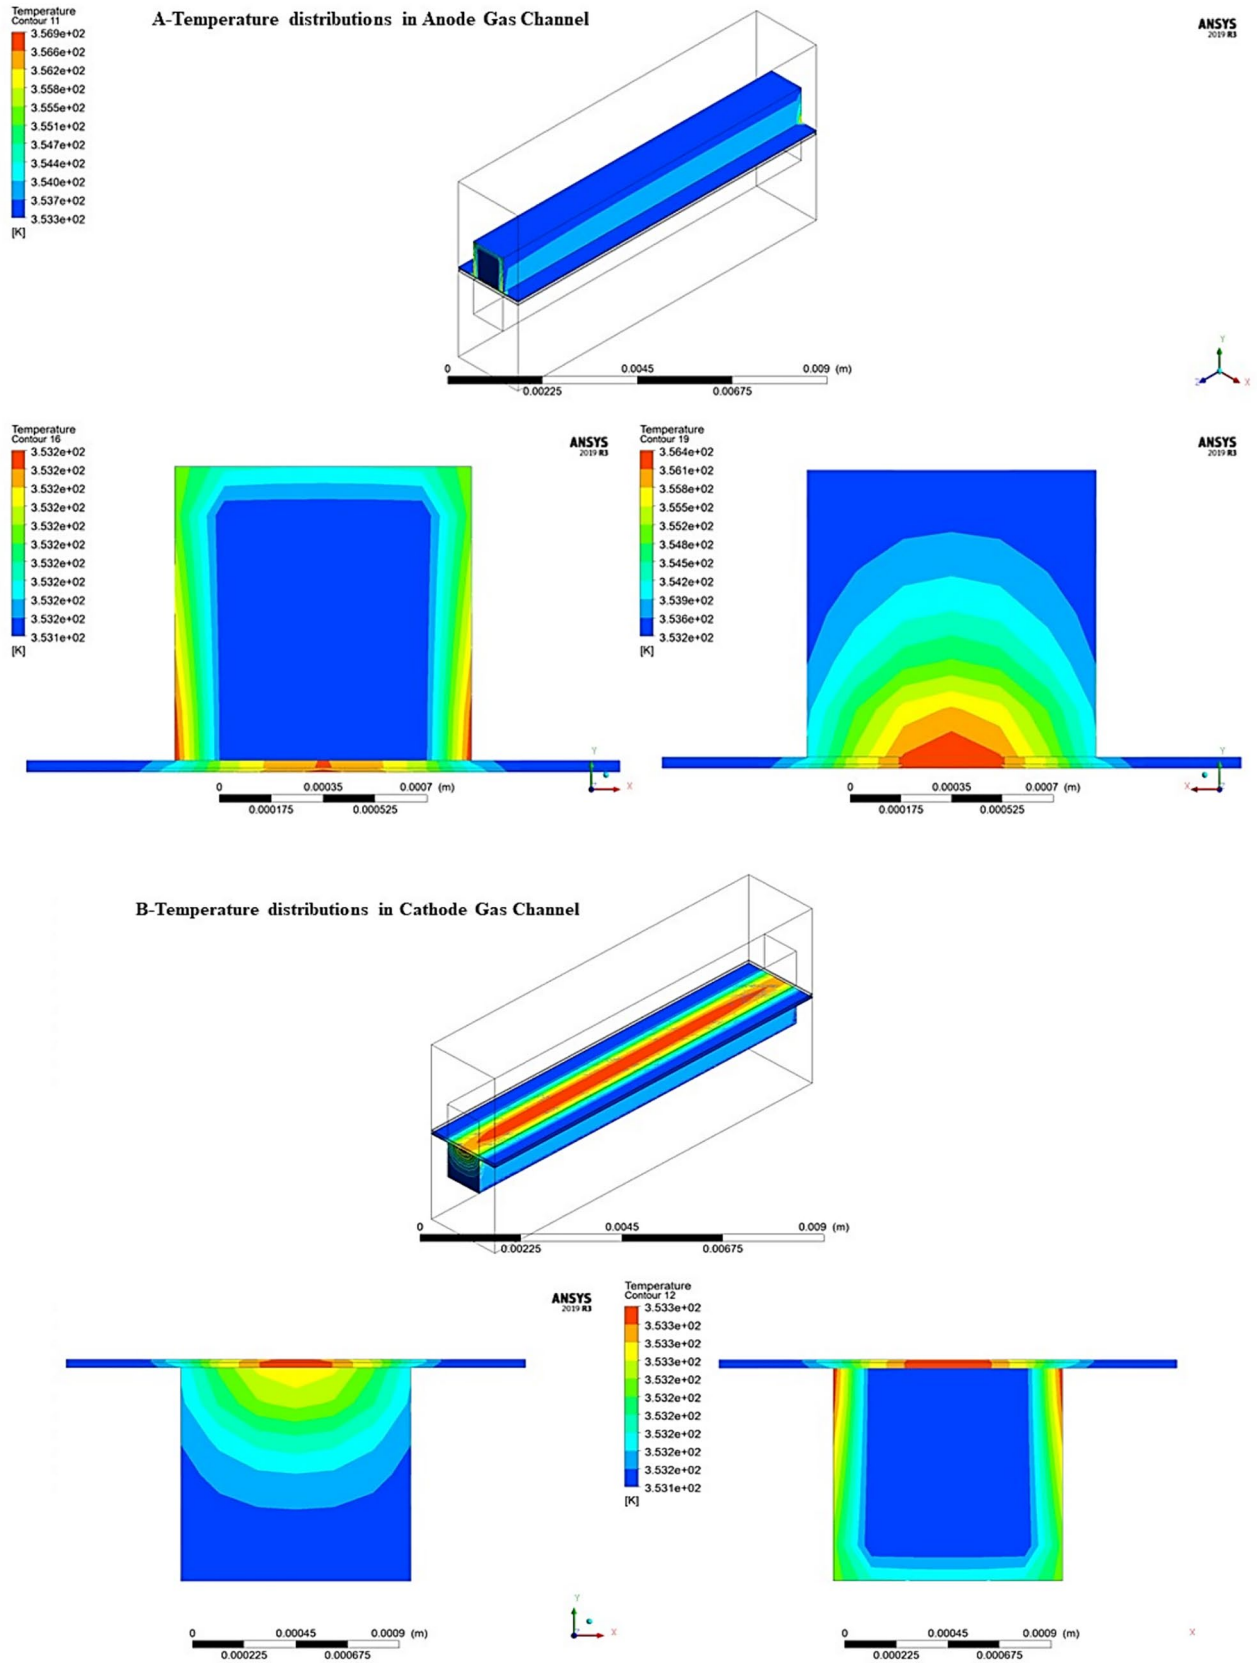 Temperature
Contour 11
A-Temperature distributions in Anode Gas Channel
ANSYS
2019 R3
3.569e+02
3.566e+02
3.562e+02
3.558e+02
3.555e+02
3.551e+02
3.547e+02
3.544e+02
3.540e+02
3.537e+02
3.533e+02
[K]
0 0.0045 0.009 (m)
0.00225 0.00675
Y
Z X
Temperature
Contour 16
ANSYS
2019 R3
3.532e+02
3.532e+02
3.532e+02
3.532e+02
3.532e+02
3.532e+02
3.532e+02
3.532e+02
3.532e+02
3.532e+02
3.531e+02
[K]
Y
X
0 0.00035 0.0007 (m)
0.000175 0.000525
Temperature
Contour 19
ANSYS
2019 R3
3.564e+02
3.561e+02
3.558e+02
3.555e+02
3.552e+02
3.548e+02
3.545e+02
3.542e+02
3.539e+02
3.536e+02
3.532e+02
[K]
Y
X
0 0.00035 0.0007 (m)
0.000175 0.000525
B-Temperature distributions in Cathode Gas Channel
0 0.0045 0.009 (m)
0.00225 0.00675
ANSYS
2019 R3
0 0.00045 0.0009 (m)
0.000225 0.000675
Y
X
Temperature
Contour 12
3.533e+02
3.533e+02
3.533e+02
3.533e+02
3.532e+02
3.532e+02
3.532e+02
3.532e+02
3.532e+02
3.531e+02
[K]
0 0.00045 0.0009 (m)
0.000225 0.000675
X